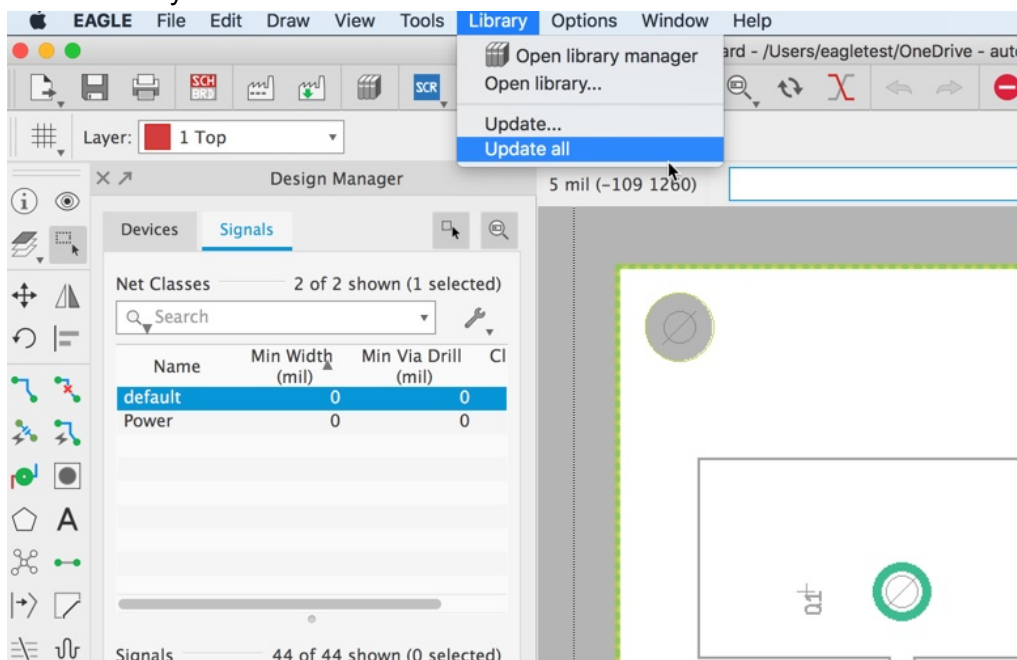 EAGLE File Edit Draw View Tools Library Options Window Help
Open library manager
ard - /Users/eagletest/OneDrive - aut
Open library...
SCH
BRD
SCR
Update...
Update all
Layer: 1 Top
Design Manager
5 mil (-109 1260)
Devices Signals
Net Classes 2 of 2 shown (1 selected)
Search
Name Min Width (mil) Min Via Drill (mil) Cl
default 0 0
Power 0 0
A
Signals 44 of 44 shown (0 selected)